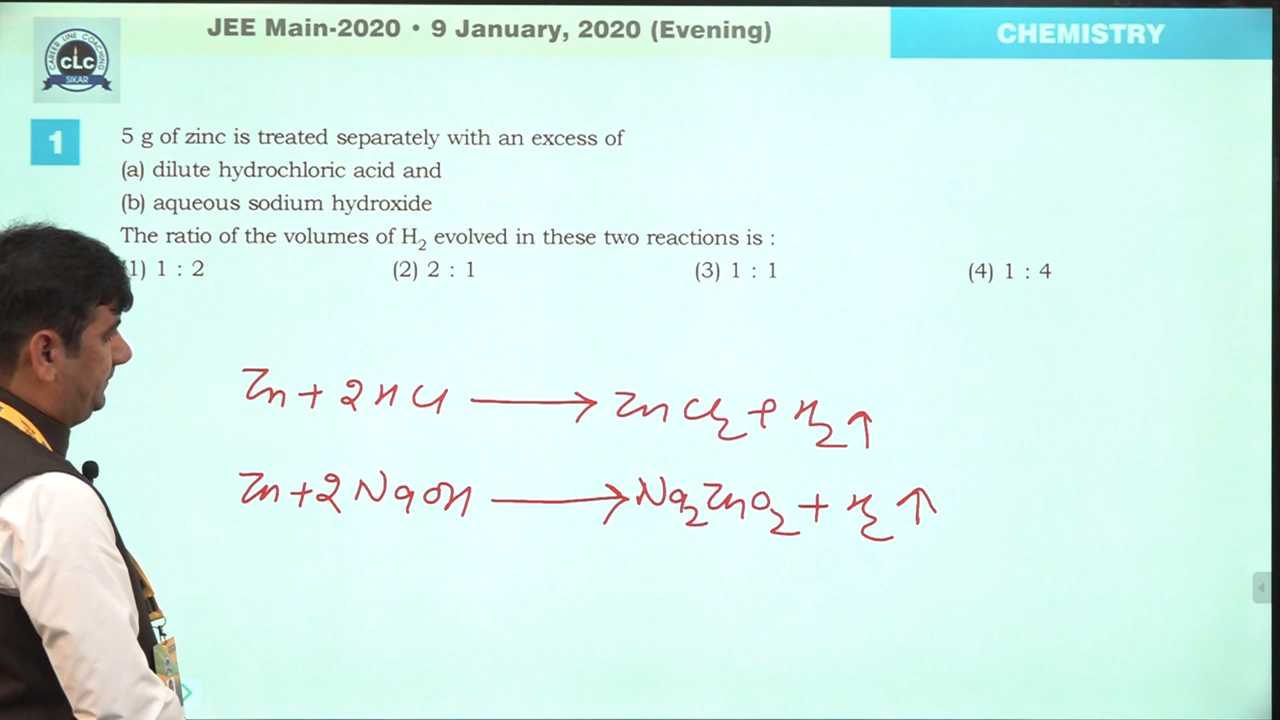 JEE Main-2020 • 9 January, 2020 (Evening)
CHEMISTRY
CAREER LINE COACHING
CLC
SIKAR
1
5 g of zinc is treated separately with an excess of
(a) dilute hydrochloric acid and
(b) aqueous sodium hydroxide
The ratio of the volumes of H₂ evolved in these two reactions is :
1) 1 : 2 (2) 2 : 1 (3) 1 : 1 (4) 1 : 4
Zn + 2HCl ⟶ ZnCl₂ + H₂↑
Zn + 2NaOH ⟶ Na₂ZnO₂ + H₂↑